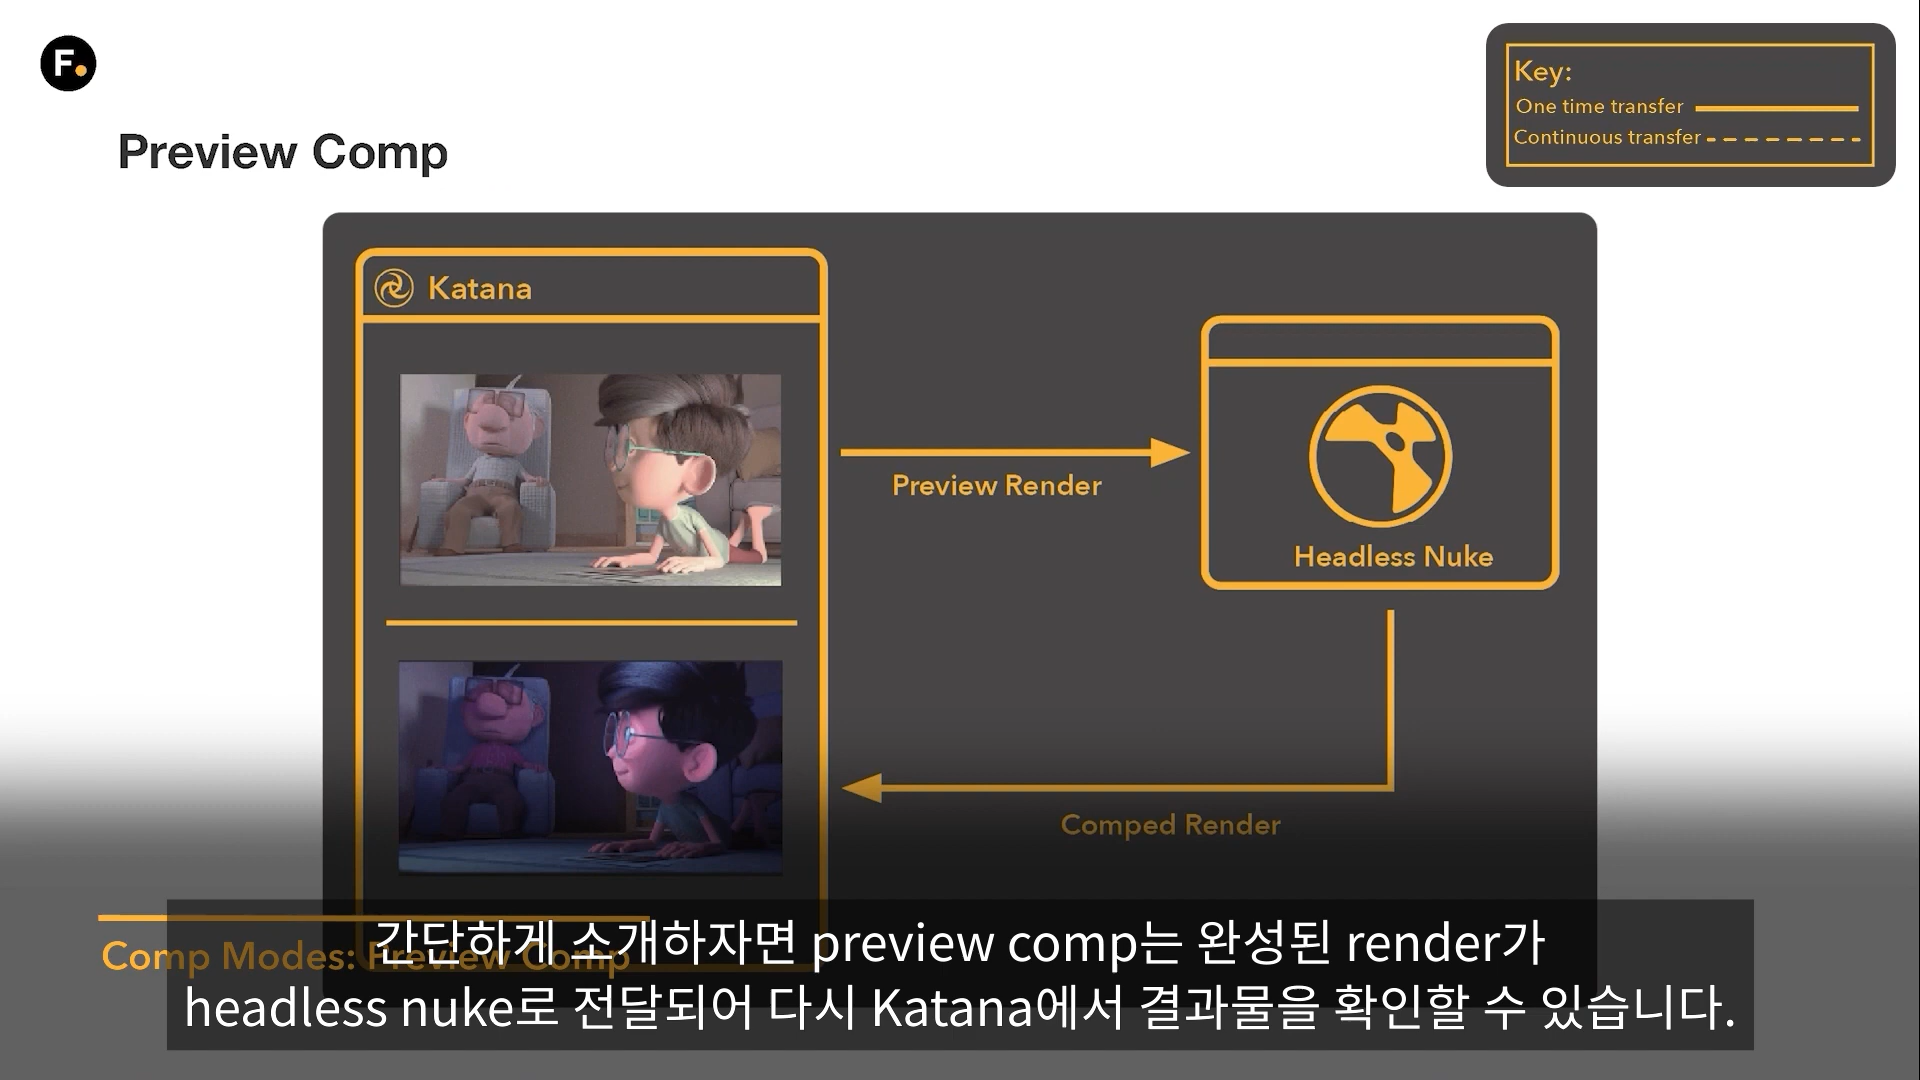 F.
Key:
One time transfer
Continuous transfer
Preview Comp
Katana
Preview Render
Headless Nuke
Comped Render
Comp Modes: Preview Comp
간단하게 소개하자면 preview comp는 완성된 render가
headless nuke로 전달되어 다시 Katana에서 결과물을 확인할 수 있습니다.